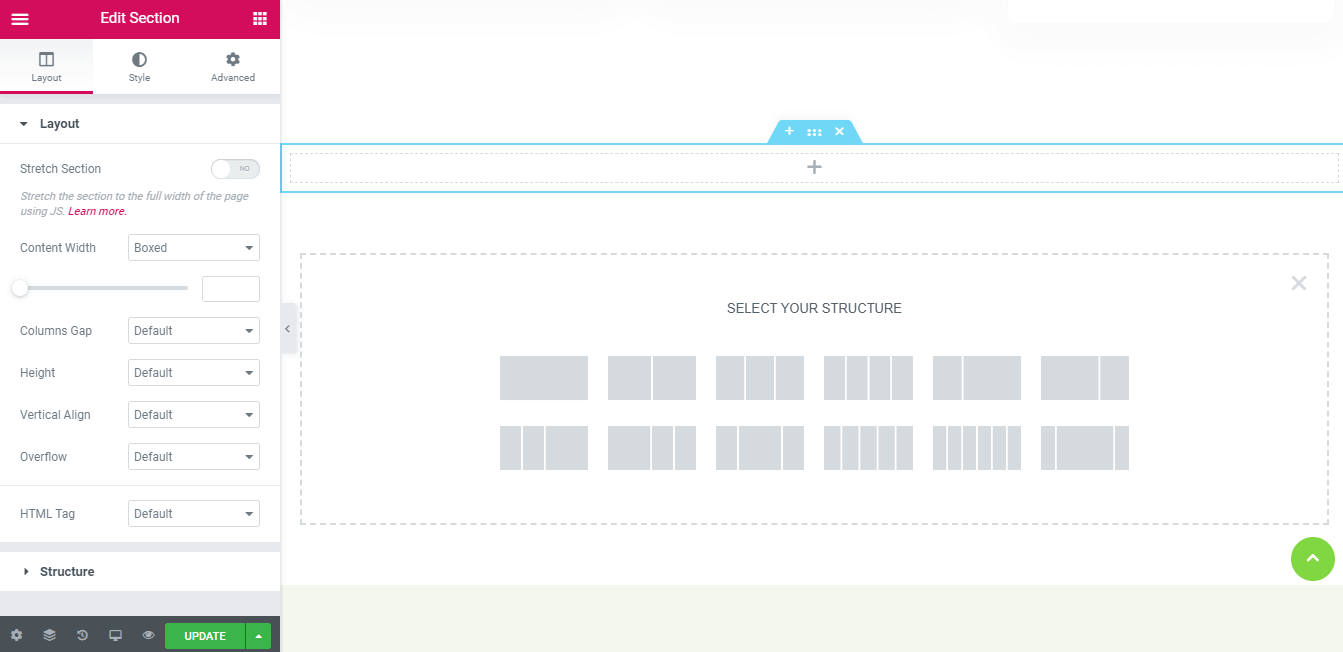 Edit Section
Layout
Style
Advanced
Layout
Stretch Section
NO
Stretch the section to the full width of the page
using JS. Learn more.
Content Width
Boxed
Columns Gap
Default
Height
Default
Vertical Align
Default
Overflow
Default
HTML Tag
Default
Structure
UPDATE
SELECT YOUR STRUCTURE